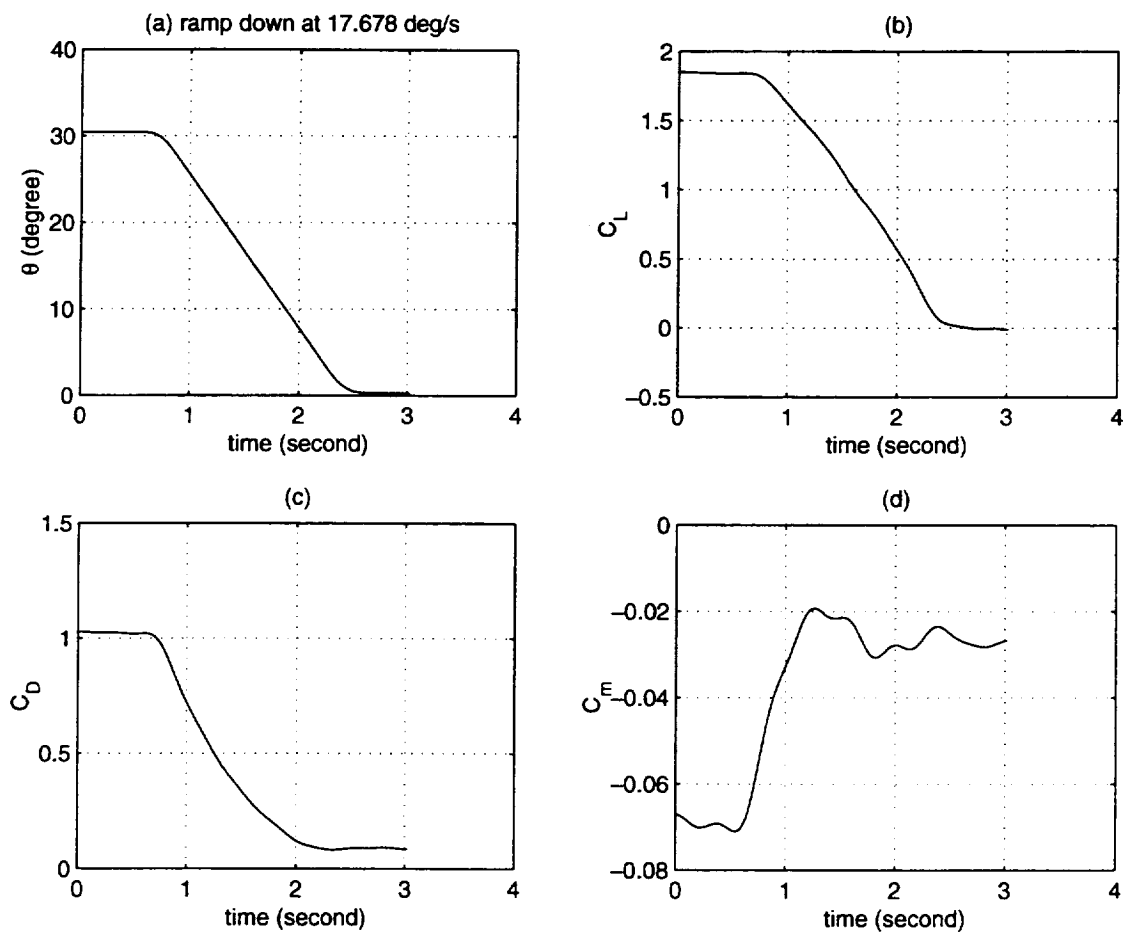 (a) ramp down at 17.678 deg/s
40
30
20
10
0
θ (degree)
0 1 2 3 4
time (second)
(b)
2
1.5
1
0.5
0
−0.5
C_L
0 1 2 3 4
time (second)
(c)
1.5
1
0.5
0
C_D
0 1 2 3 4
time (second)
(d)
0
−0.02
−0.04
−0.06
−0.08
C_m
0 1 2 3 4
time (second)